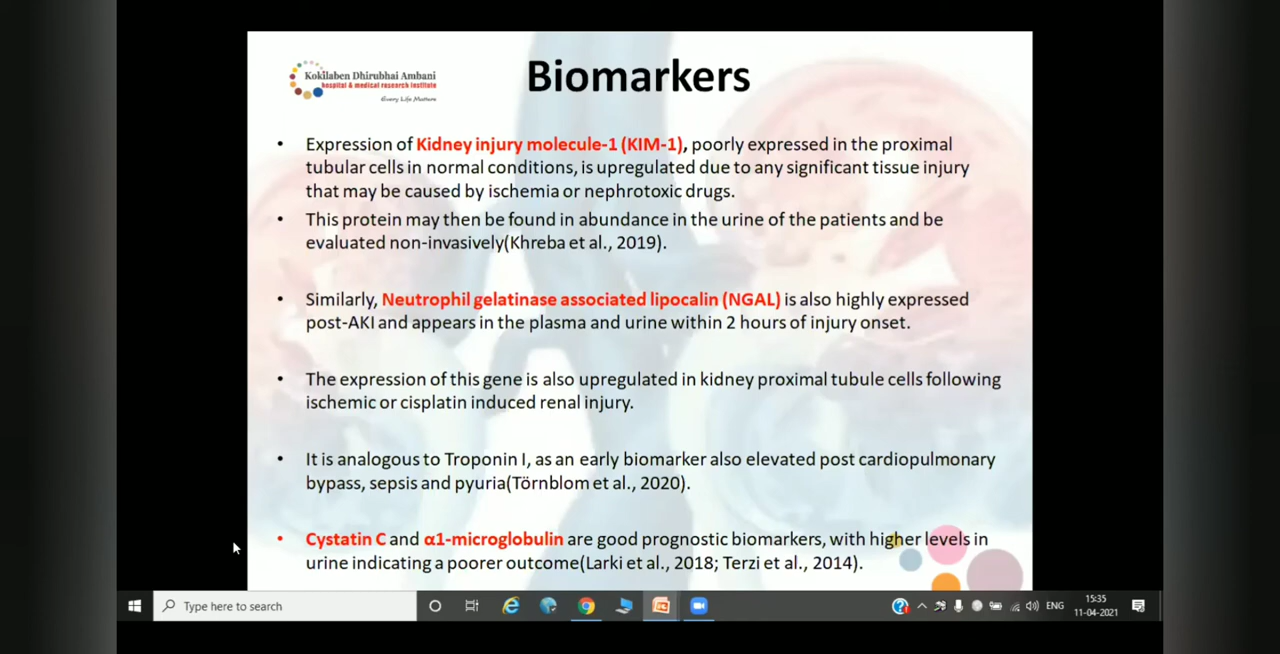 Kokilaben Dhirubhai Ambani
hospital & medical research institute
Every Life Matters
Biomarkers
• Expression of Kidney injury molecule-1 (KIM-1), poorly expressed in the proximal
tubular cells in normal conditions, is upregulated due to any significant tissue injury
that may be caused by ischemia or nephrotoxic drugs.
• This protein may then be found in abundance in the urine of the patients and be
evaluated non-invasively(Khreba et al., 2019).
• Similarly, Neutrophil gelatinase associated lipocalin (NGAL) is also highly expressed
post-AKI and appears in the plasma and urine within 2 hours of injury onset.
• The expression of this gene is also upregulated in kidney proximal tubule cells following
ischemic or cisplatin induced renal injury.
• It is analogous to Troponin I, as an early biomarker also elevated post cardiopulmonary
bypass, sepsis and pyuria(Törnblom et al., 2020).
• Cystatin C and α1-microglobulin are good prognostic biomarkers, with higher levels in
urine indicating a poorer outcome(Larki et al., 2018; Terzi et al., 2014).
Type here to search
ENG
15:35
11-04-2021